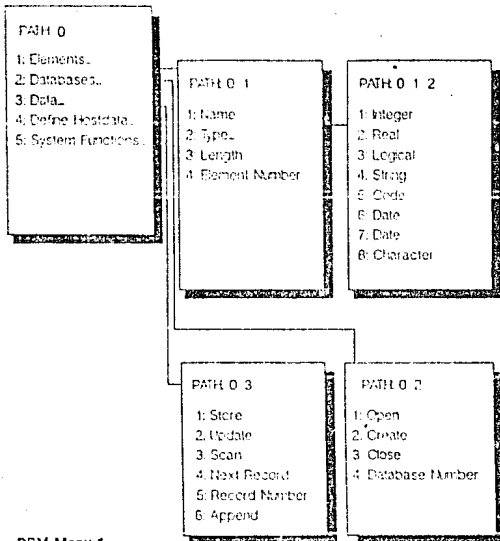 PATH: 0
1: Elements..
2: Databases..
3: Data..
4: Define Hostdata..
5: System Functions..
PATH: 0 1
1: Name
2: Type..
3: Length
4: Element Number
PATH: 0 1 2
1: Integer
2: Real
3: Logical
4: String
5: Code
6: Date
7: Date
8: Character
PATH: 0 3
1: Store
2: Update
3: Scan
4: Next Record
5: Record Number
6: Append
PATH: 0 2
1: Open
2: Create
3: Close
4: Database Number
Menu 1